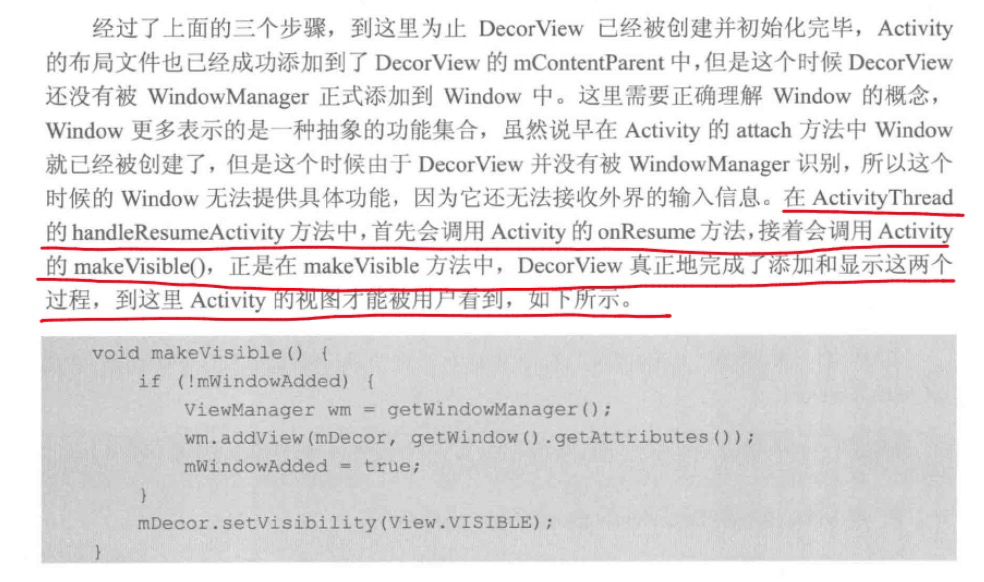 经过了上面的三个步骤，到这里为止 DecorView 已经被创建并初始化完毕，Activity
的布局文件也已经成功添加到了 DecorView 的 mContentParent 中，但是这个时候 DecorView
还没有被 WindowManager 正式添加到 Window 中。这里需要正确理解 Window 的概念，
Window 更多表示的是一种抽象的功能集合，虽然说早在 Activity 的 attach 方法中 Window
就已经被创建了，但是这个时候由于 DecorView 并没有被 WindowManager 识别，所以这个
时候的 Window 无法提供具体功能，因为它还无法接收外界的输入信息。在 ActivityThread
的 handleResumeActivity 方法中，首先会调用 Activity 的 onResume 方法，接着会调用 Activity
的 makeVisible()，正是在 makeVisible 方法中，DecorView 真正地完成了添加和显示这两个
过程，到这里 Activity 的视图才能被用户看到，如下所示。
void makeVisible() {
if (!mWindowAdded) {
ViewManager wm = getWindowManager();
wm.addView(mDecor, getWindow().getAttributes());
mWindowAdded = true;
}
mDecor.setVisibility(View.VISIBLE);
}